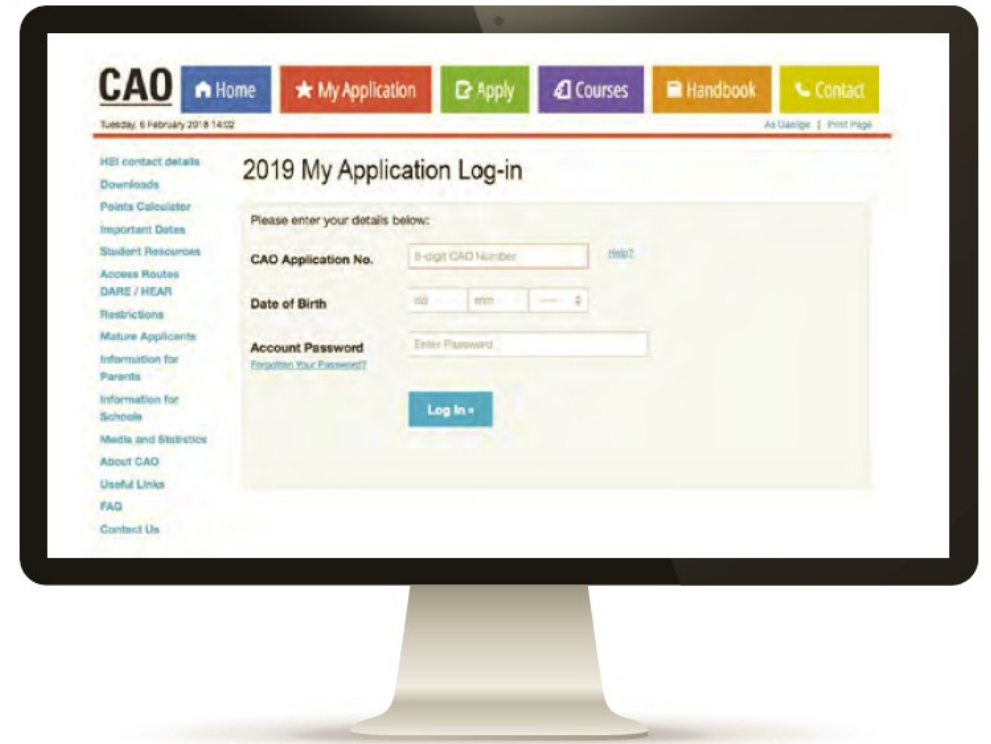 CAO
Home
My Application
Apply
Courses
Handbook
Contact
Tuesday, 6 February 2018 14:02
As Gaeilge | Print Page
HEI contact details
Downloads
Points Calculator
Important Dates
Student Resources
Access Routes
DARE / HEAR
Restrictions
Mature Applicants
Information for
Parents
Information for
Schools
Media and Statistics
About CAO
Useful Links
FAQ
Contact Us
2019 My Application Log-in
Please enter your details below:
CAO Application No.
8-digit CAO Number
Help?
Date of Birth
dd
mm
----
Account Password
Enter Password
Forgotten Your Password?
Log In »